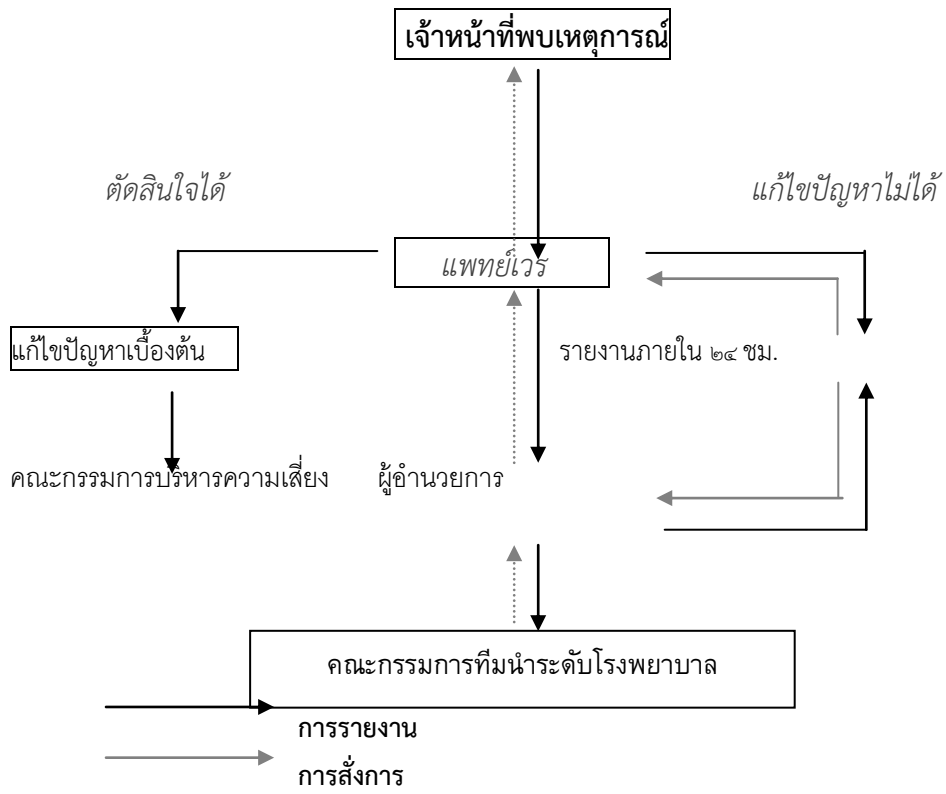 เจ้าหน้าที่พบเหตุการณ์
ตัดสินใจได้
แก้ไขปัญหาไม่ได้
แพทย์เวร
แก้ไขปัญหาเบื้องต้น
รายงานภายใน ๒๔ ชม.
คณะกรรมการบริหารความเสี่ยง ผู้อำนวยการ
คณะกรรมการทีมนำระดับโรงพยาบาล
การรายงาน
การสั่งการ